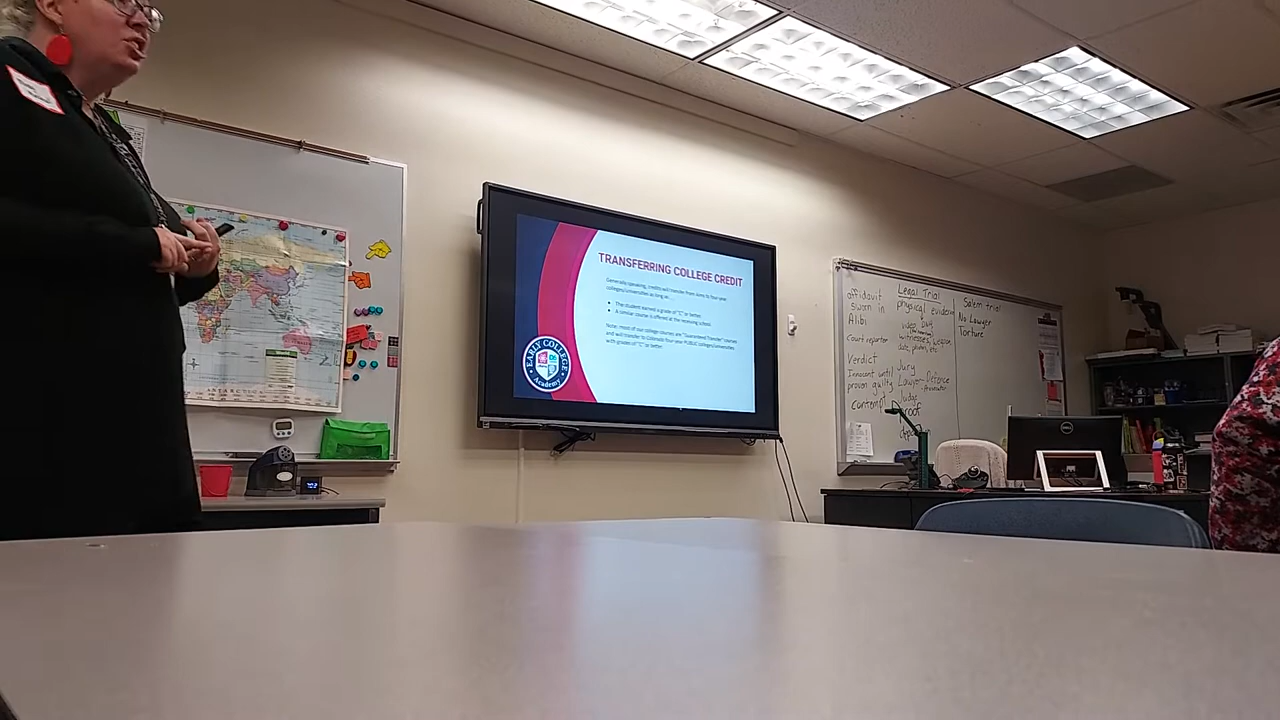 TRANSFERRING COLLEGE CREDIT
Generally speaking, credits will transfer from Aims to four-year
colleges/universities as long as
The student earned a grade of "C" or better.
A similar course is offered at the receiving school.
Note: most of our college courses are "Guaranteed Transfer" courses
and will transfer to Colorado four-year PUBLIC colleges/universities
with grades of "C" or better.
EARLY COLLEGE
Academy
ANTARCTICA
affidavit
sworn in
Alibi
Court reporter
Verdict
Innocent until
proven guilty
contempt
Legal Trial
physical evidence
witnesses, weapon,
Jury
Lawyer - Defence
Judge
Proof
Salem trial
No Lawyer
Torture
DELL